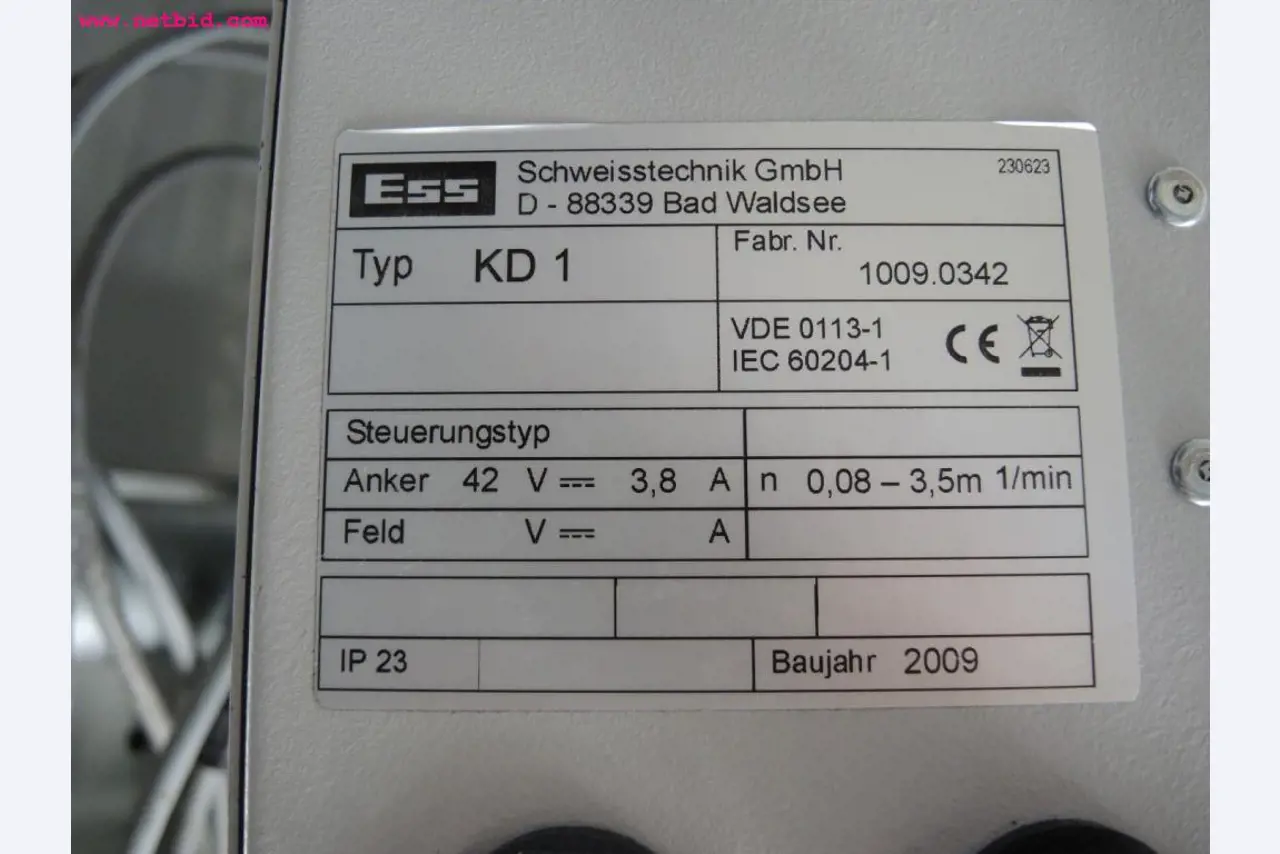 www.netbid.com
Ess Schweisstechnik GmbH 230623
D - 88339 Bad Waldsee
Typ KD 1
Fabr. Nr.
1009.0342
VDE 0113-1
IEC 60204-1
CE
Steuerungstyp
Anker 42 V 3,8 A n 0,08 – 3,5m 1/min
Feld V A
IP 23 Baujahr 2009